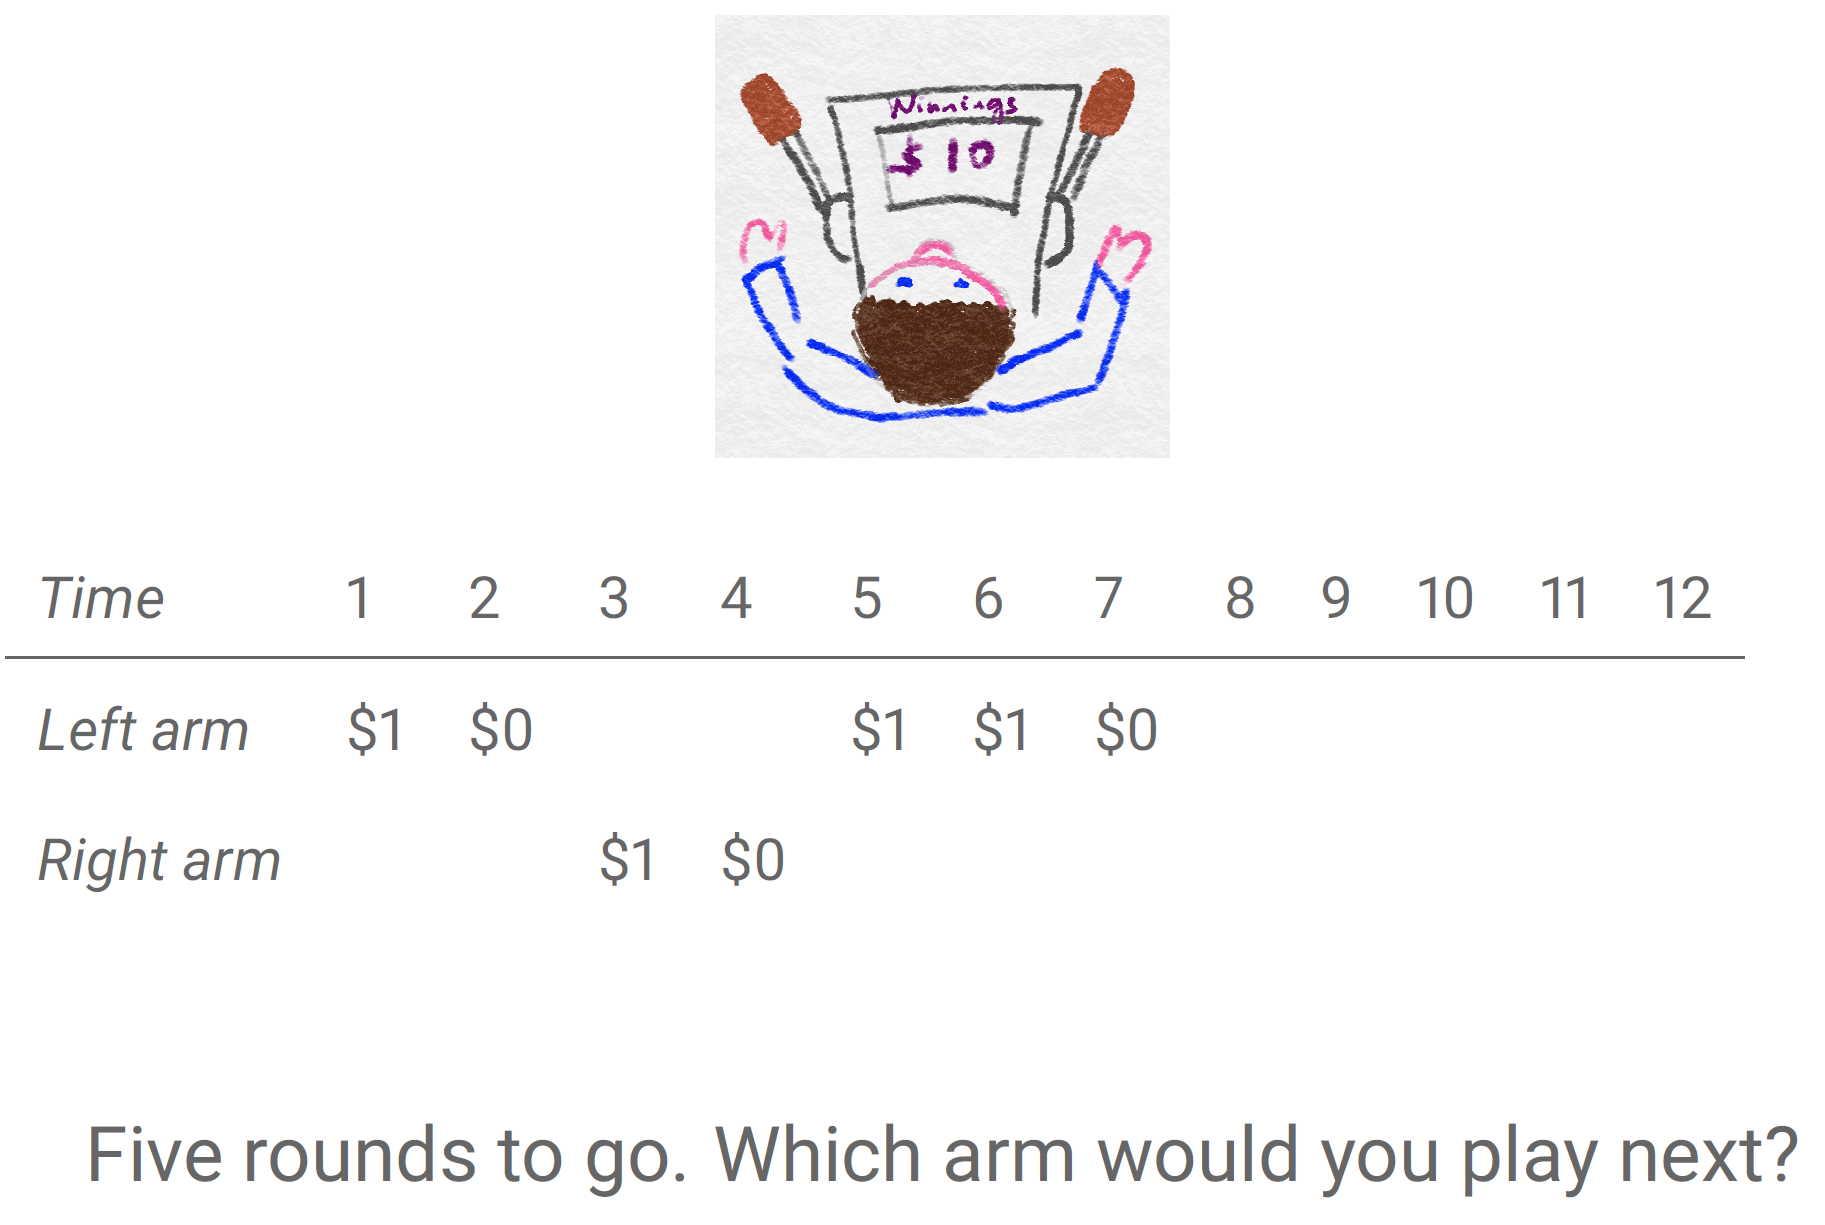 Winnings
$10
Time 1 2 3 4 5 6 7 8 9 10 11 12
Left arm $1 $0 $1 $1 $0
Right arm $1 $0
Five rounds to go. Which arm would you play next?